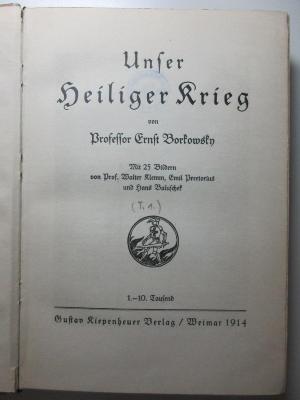 Unser
Heiliger Krieg
von
Professor Ernst Borkowsky
Mit 25 Bildern
von Prof. Walter Klemm, Emil Preetorius
und Hans Baluschek
(T. 1.)
1.–10. Tausend
Gustav Kiepenheuer Verlag / Weimar 1914